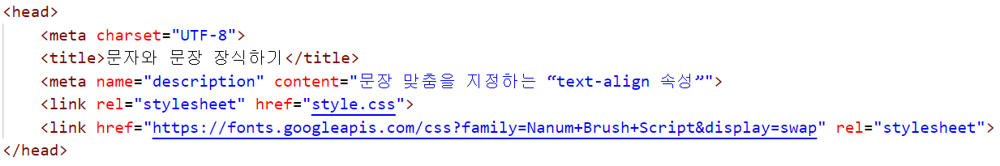 <head>
<meta charset="UTF-8">
<title>문자와 문장 장식하기</title>
<meta name="description" content="문장 맞춤을 지정하는 “text-align 속성”">
<link rel="stylesheet" href="style.css">
<link href="https://fonts.googleapis.com/css?family=Nanum+Brush+Script&display=swap" rel="stylesheet">
</head>